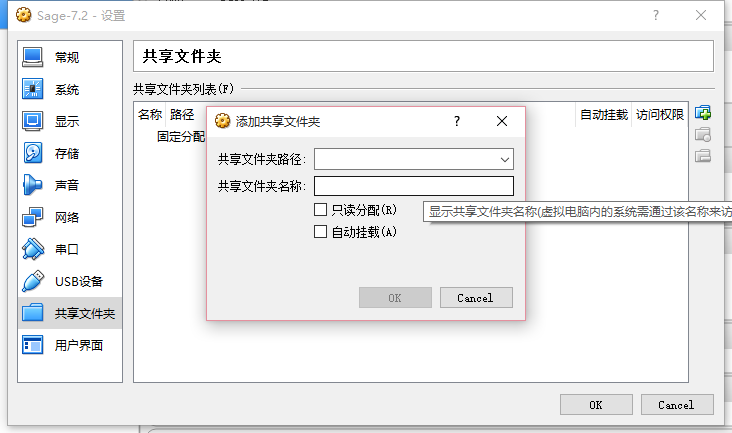 Sage-7.2 - 设置
常规
系统
显示
存储
声音
网络
串口
USB设备
共享文件夹
用户界面
共享文件夹
共享文件夹列表(F)
名称 路径 自动挂载 访问权限
固定分配
添加共享文件夹
共享文件夹路径:
共享文件夹名称:
只读分配(R)
自动挂载(A)
显示共享文件夹名称(虚拟电脑内的系统需通过该名称来访
OK Cancel
OK Cancel